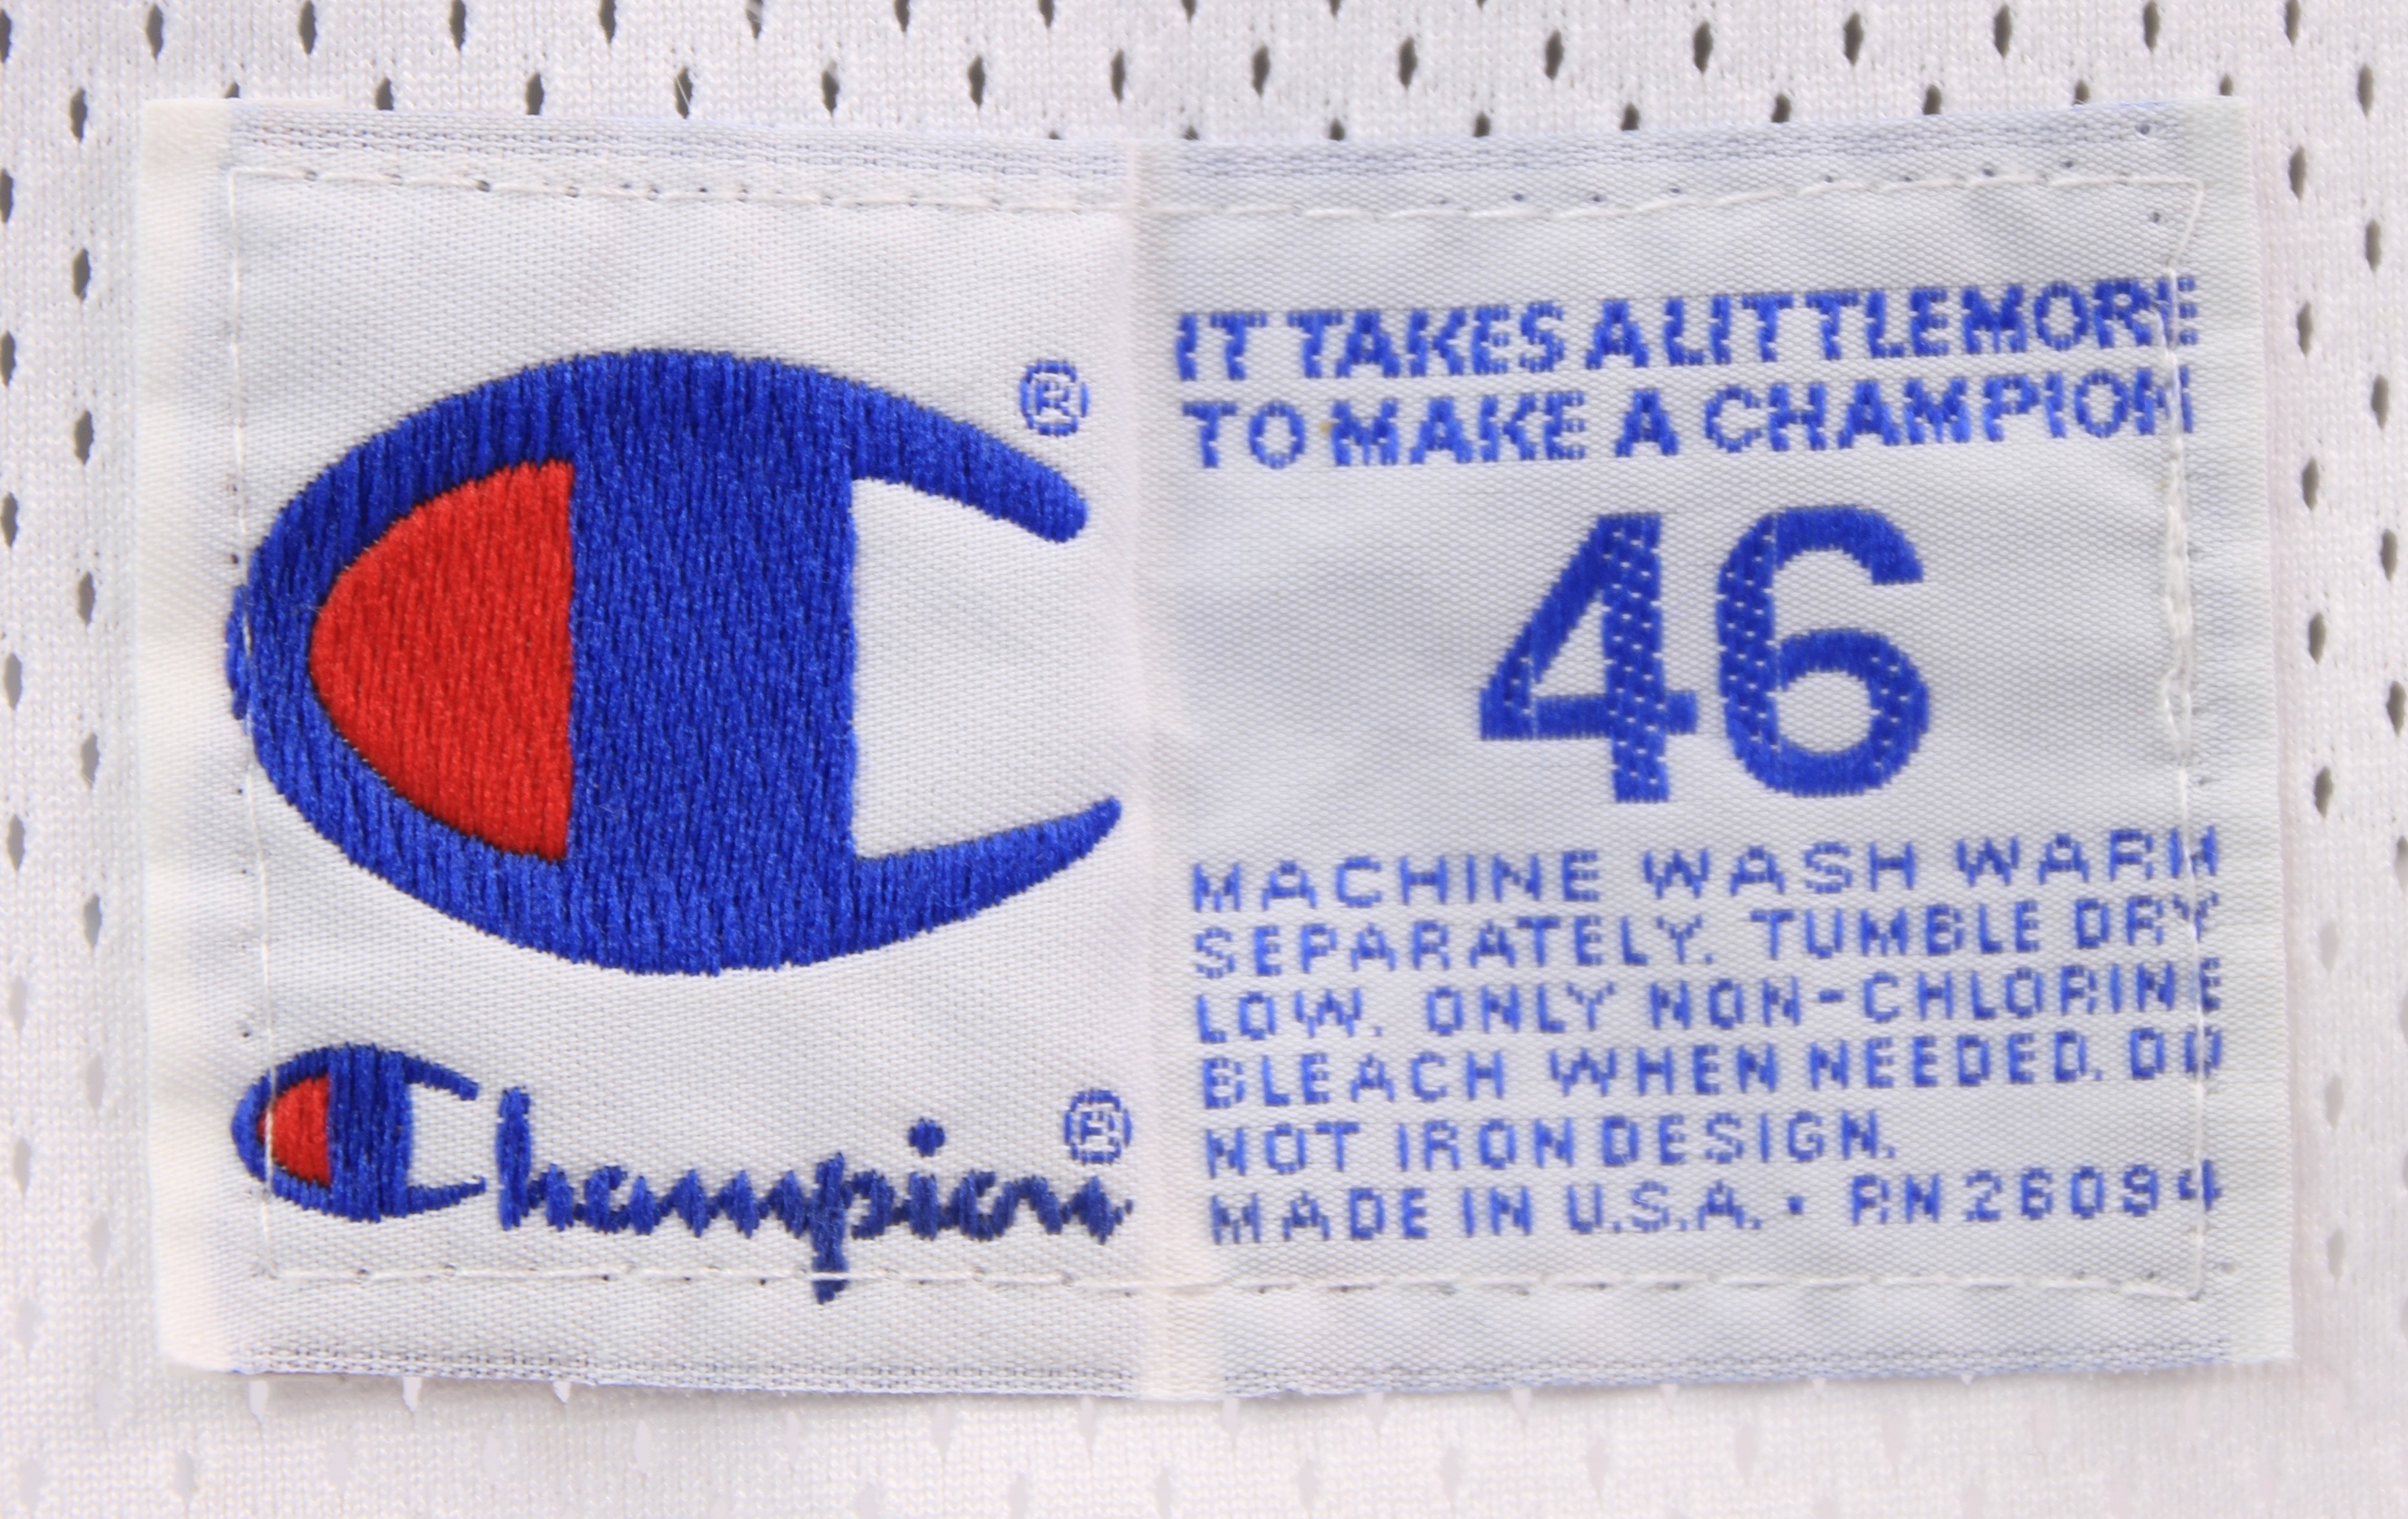 ®
Champion®
IT TAKES A LITTLE MORE
TO MAKE A CHAMPION
46
MACHINE WASH WARM
SEPARATELY. TUMBLE DRY
LOW. ONLY NON-CHLORINE
BLEACH WHEN NEEDED. DO
NOT IRON DESIGN.
MADE IN U.S.A. • RN 26094